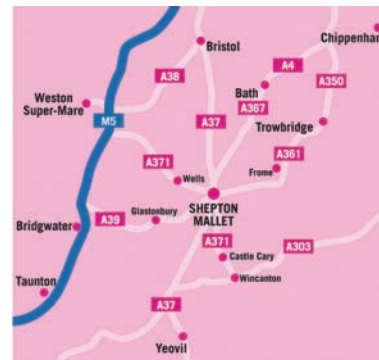 Chippenham
Bristol
A4
A38
A350
Bath
Weston
Super-Mare
A367
M5
A37
Trowbridge
A371
A361
Wells
Frome
SHEPTON
MALLET
Glastonbury
A39
Bridgwater
A371
A303
Castle Cary
Wincanton
Taunton
A37
Yeovil